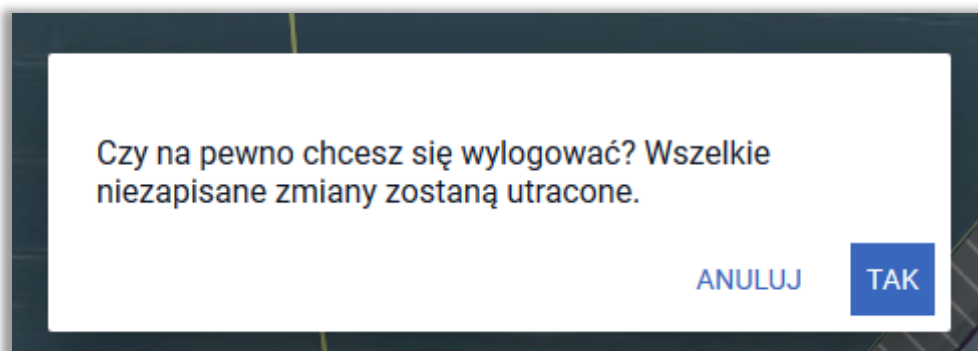 Czy na pewno chcesz się wylogować? Wszelkie
niezapisane zmiany zostaną utracone.
ANULUJ TAK